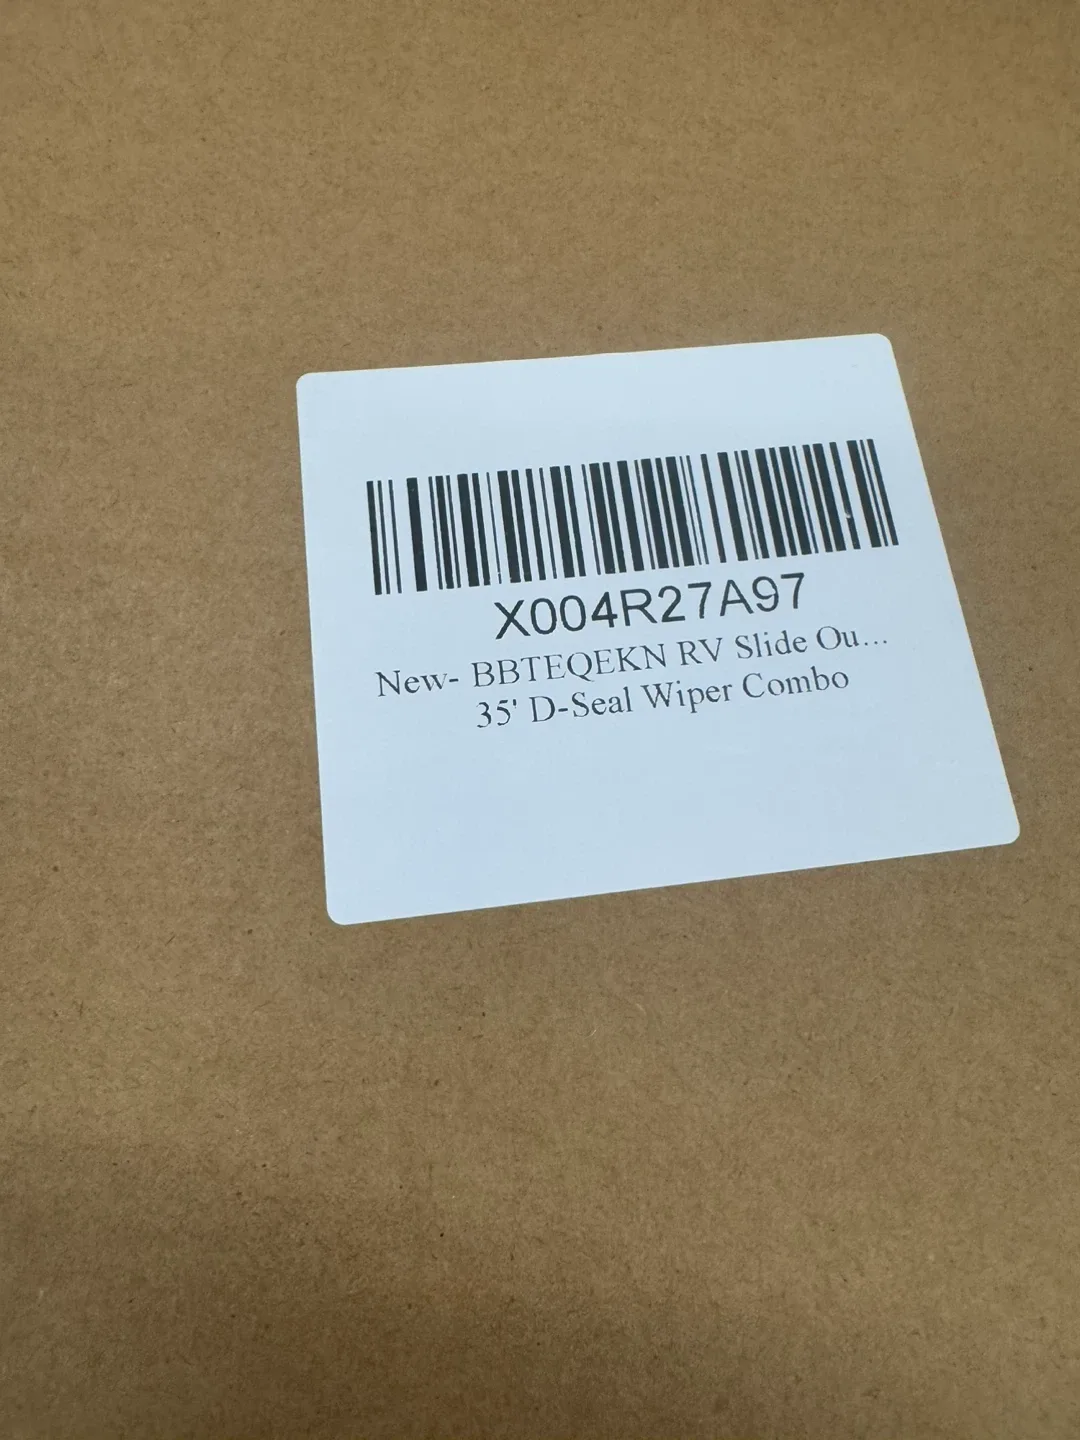 X004R27A97
New- BBTEQEKN RV Slide Ou...
35' D-Seal Wiper Combo